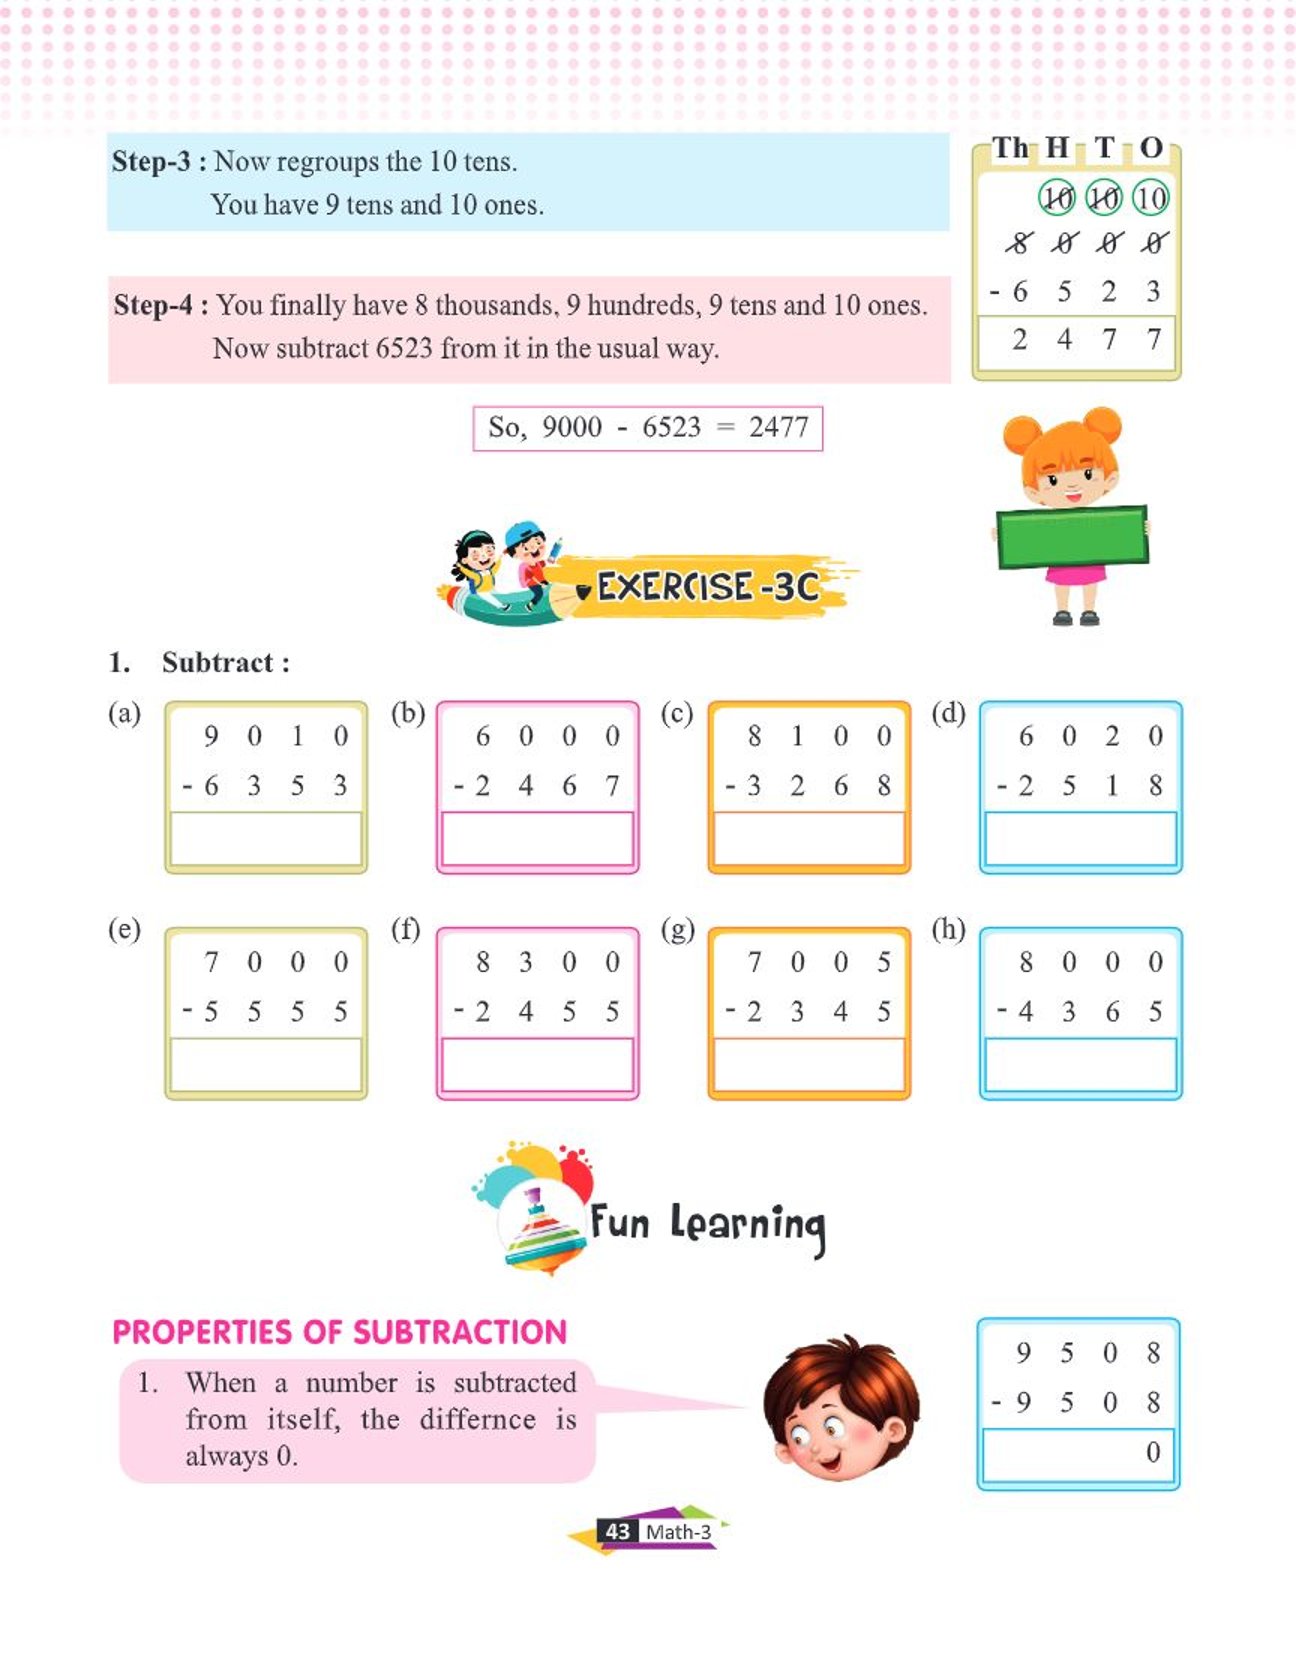 Step-3 : Now regroups the 10 tens.
You have 9 tens and 10 ones.
Step-4 : You finally have 8 thousands, 9 hundreds, 9 tens and 10 ones.
Now subtract 6523 from it in the usual way.
Th H T O
10 10 10
8 0 0 0
- 6 5 2 3
2 4 7 7
So, 9000 - 6523 = 2477
EXERCISE -3C
1. Subtract :
(a)
9 0 1 0
- 6 3 5 3
(b)
6 0 0 0
- 2 4 6 7
(c)
8 1 0 0
- 3 2 6 8
(d)
6 0 2 0
- 2 5 1 8
(e)
7 0 0 0
- 5 5 5 5
(f)
8 3 0 0
- 2 4 5 5
(g)
7 0 0 5
- 2 3 4 5
(h)
8 0 0 0
- 4 3 6 5
Fun Learning
PROPERTIES OF SUBTRACTION
1. When a number is subtracted
from itself, the differnce is
always 0.
9 5 0 8
- 9 5 0 8
0
43 Math-3